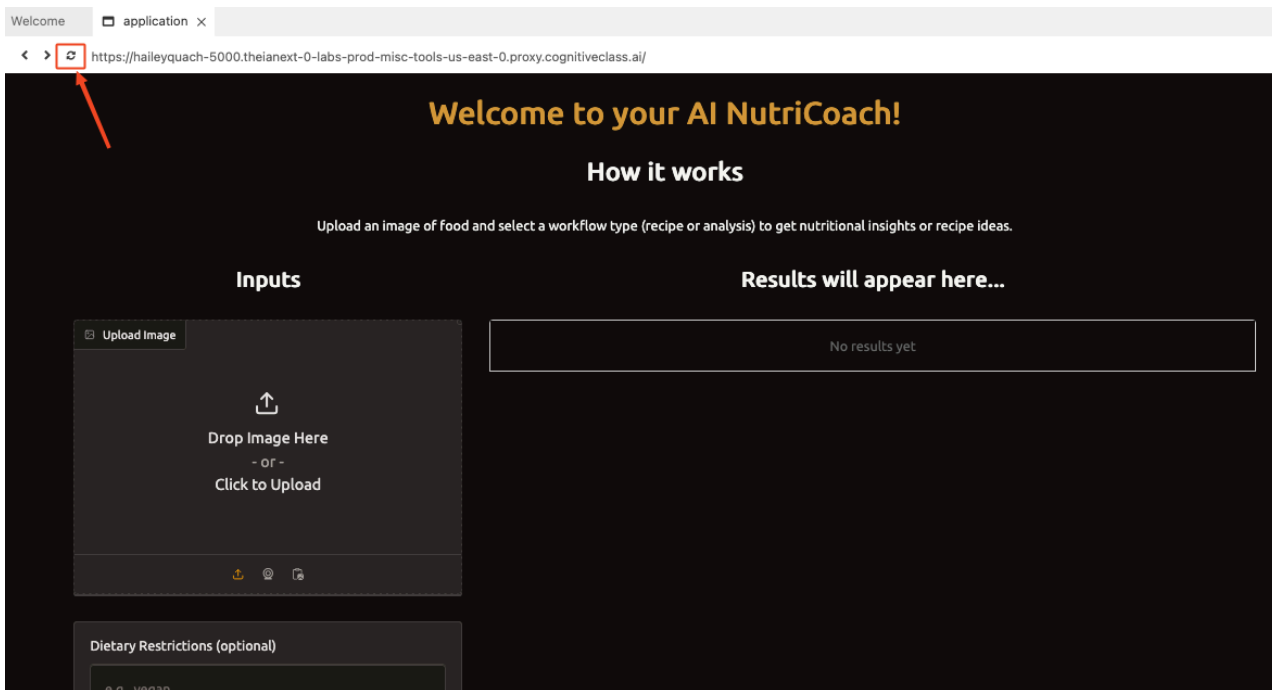 Welcome
application
https://haileyquach-5000.theianext-0-labs-prod-misc-tools-us-east-0.proxy.cognitiveclass.ai/
Welcome to your AI NutriCoach!
How it works
Upload an image of food and select a workflow type (recipe or analysis) to get nutritional insights or recipe ideas.
Inputs
Results will appear here...
Upload Image
No results yet
Drop Image Here
- or -
Click to Upload
Dietary Restrictions (optional)
e.g. vegan